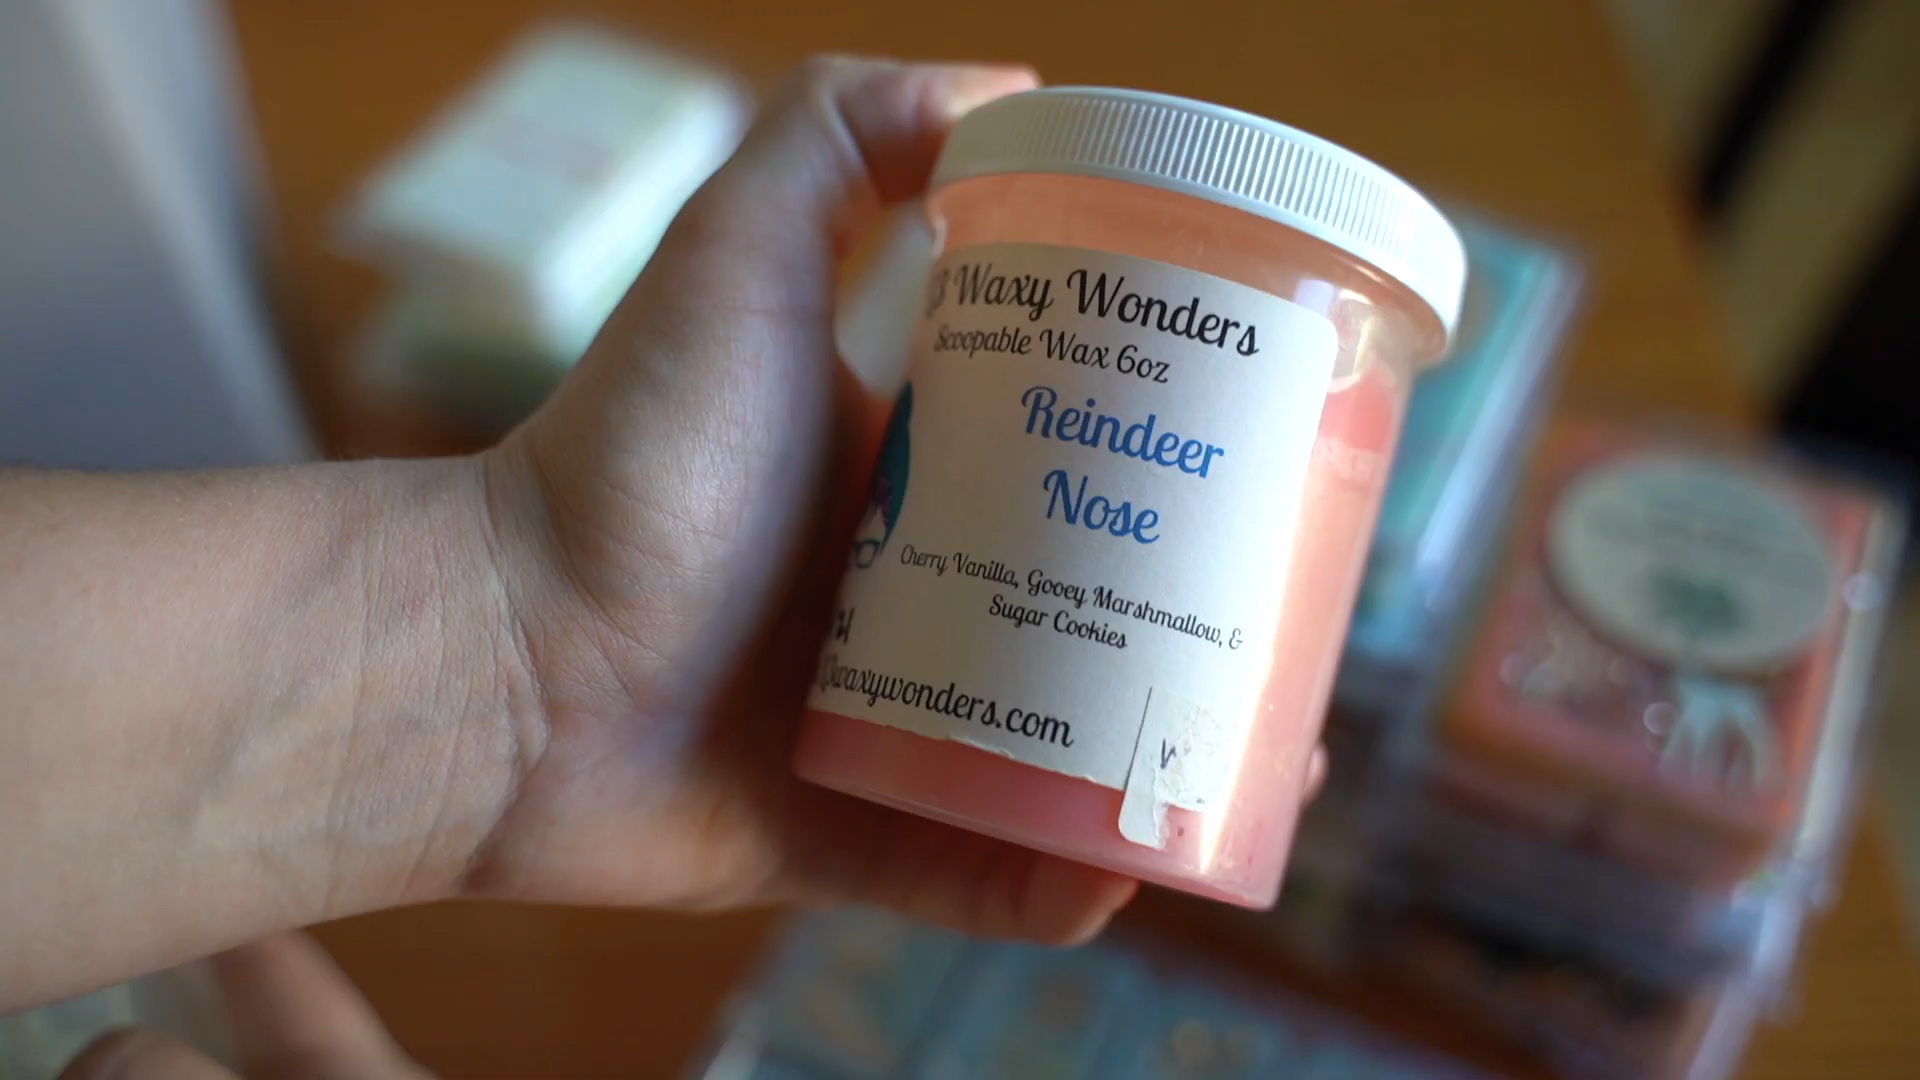 Waxy Wonders
Scoopable Wax 6oz
Reindeer
Nose
Cherry Vanilla, Gooey Marshmallow, &
Sugar Cookies
waxywonders.com